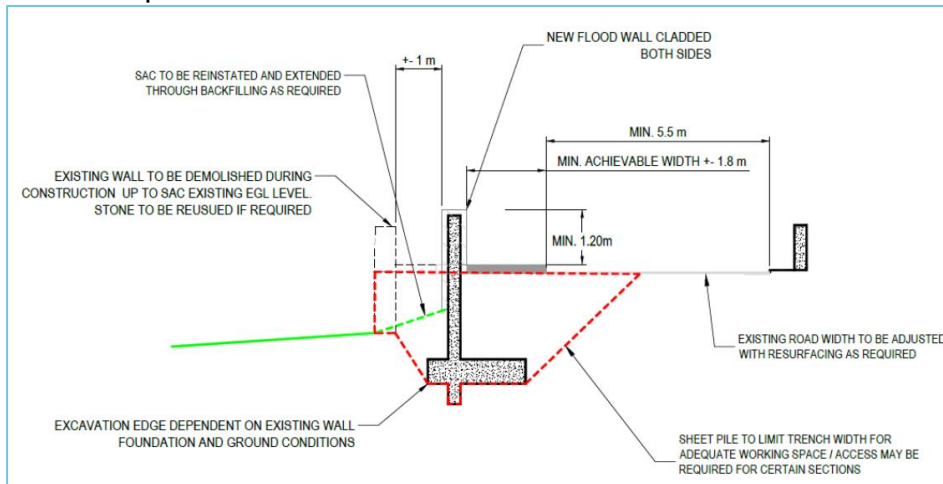 NEW FLOOD WALL CLADDED
BOTH SIDES
+- 1 m
SAC TO BE REINSTATED AND EXTENDED
THROUGH BACKFILLING AS REQUIRED
MIN. 5.5 m
MIN. ACHIEVABLE WIDTH +- 1.8 m
EXISTING WALL TO BE DEMOLISHED DURING
CONSTRUCTION UP TO SAC EXISTING EGL LEVEL.
STONE TO BE REUSUED IF REQUIRED
MIN. 1.20m
EXISTING ROAD WIDTH TO BE ADJUSTED
WITH RESURFACING AS REQUIRED
EXCAVATION EDGE DEPENDENT ON EXISTING WALL
FOUNDATION AND GROUND CONDITIONS
SHEET PILE TO LIMIT TRENCH WIDTH FOR
ADEQUATE WORKING SPACE / ACCESS MAY BE
REQUIRED FOR CERTAIN SECTIONS